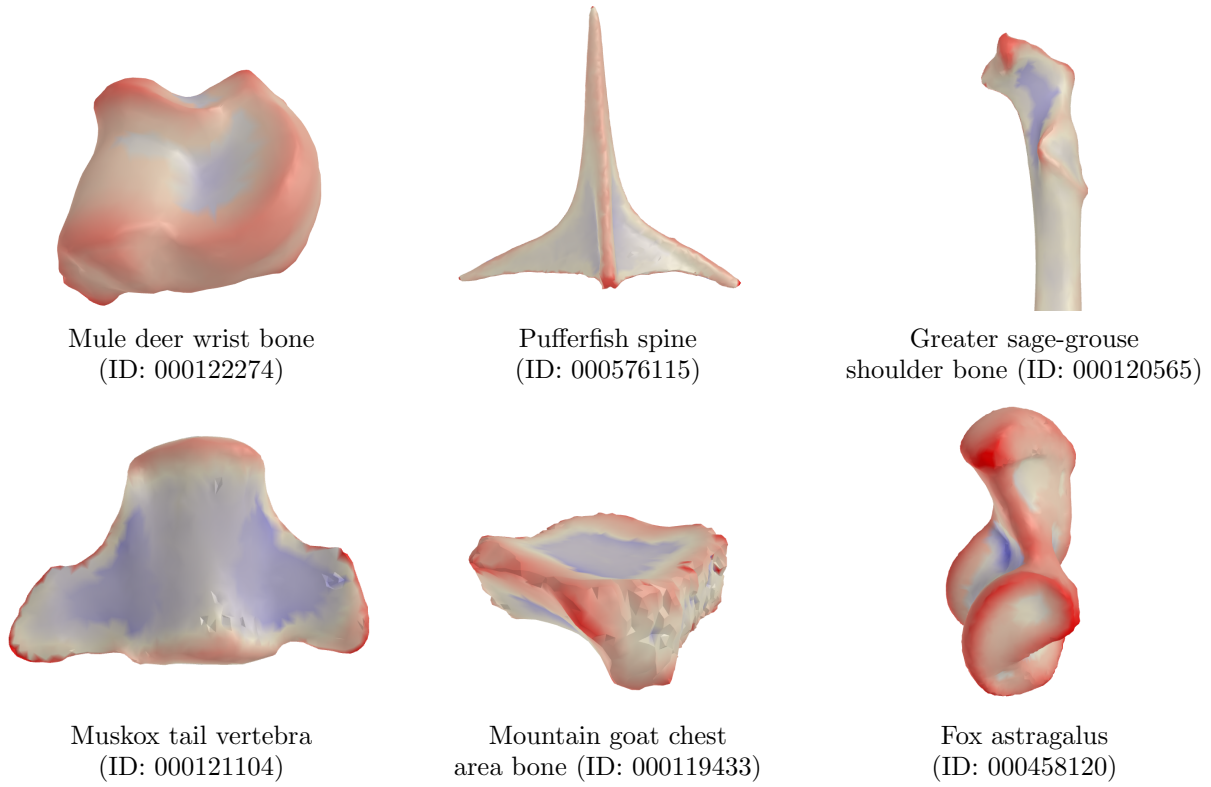 Mule deer wrist bone
(ID: 000122274)
Pufferfish spine
(ID: 000576115)
Greater sage-grouse
shoulder bone (ID: 000120565)
Muskox tail vertebra
(ID: 000121104)
Mountain goat chest
area bone (ID: 000119433)
Fox astragalus
(ID: 000458120)